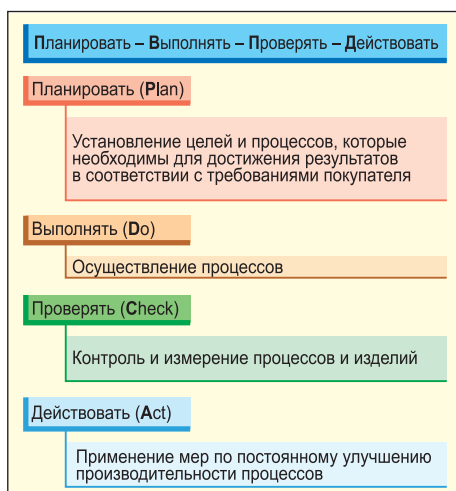 Планировать – Выполнять – Проверять – Действовать
Планировать (Plan)
Установление целей и процессов, которые
необходимы для достижения результатов
в соответствии с требованиями покупателя
Выполнять (Do)
Осуществление процессов
Проверять (Check)
Контроль и измерение процессов и изделий
Действовать (Act)
Применение мер по постоянному улучшению
производительности процессов